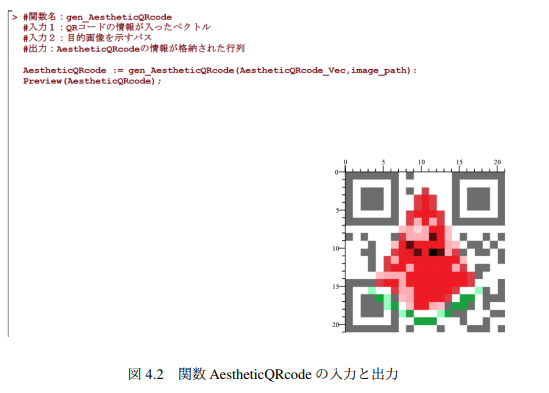 > #関数名：gen_AestheticQRcode
#入力１：QRコードの情報が入ったベクトル
#入力２：目的画像を示すパス
#出力：AestheticQRcodeの情報が格納された行列
AestheticQRcode := gen_AestheticQRcode(AestheticQRcode_Vec,image_path):
Preview(AestheticQRcode);
0 5 10 15 20
0
5
10
15
20
図 4.2 関数 AestheticQRcode の入力と出力